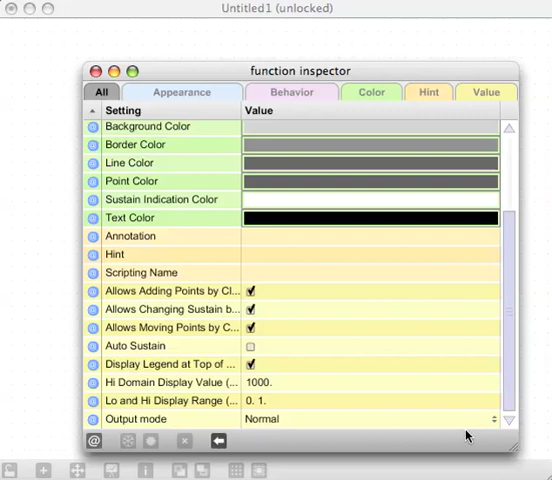 Untitled1 (unlocked)
function inspector
All Appearance Behavior Color Hint Value
Setting Value
Background Color
Border Color
Line Color
Point Color
Sustain Indication Color
Text Color
Annotation
Hint
Scripting Name
Allows Adding Points by Cl...
Allows Changing Sustain b...
Allows Moving Points by C...
Auto Sustain
Display Legend at Top of ...
Hi Domain Display Value (... 1000.
Lo and Hi Display Range (... 0. 1.
Output mode Normal